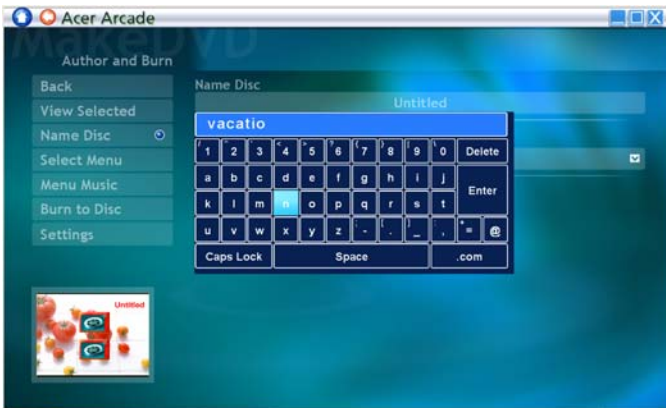 Acer Arcade
MakeDVD
Author and Burn
Back
View Selected
Name Disc
Select Menu
Menu Music
Burn to Disc
Settings
Untitled
Name Disc
Untitled
vacatio
1 2 3 4 5 6 7 8 9 0 Delete
a b c d e f g h i j
Enter
k l m n o p q r s t
u v w x y z - . _ , = @
Caps Lock Space .com